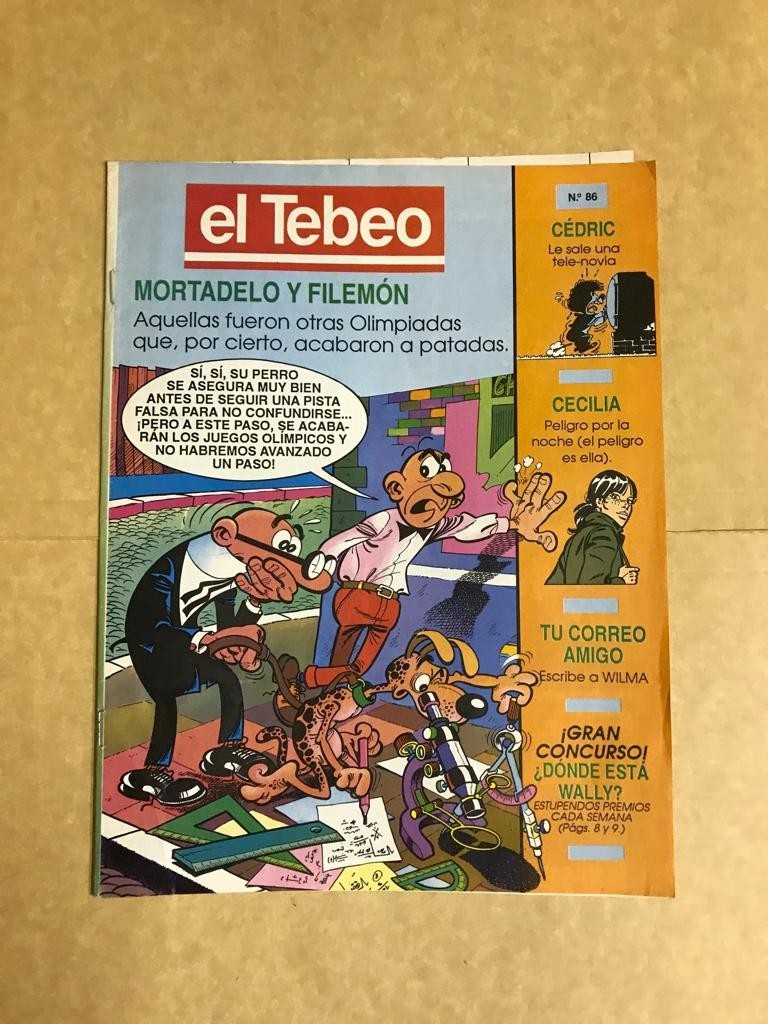 el Tebeo
MORTADELO Y FILEMÓN
Aquellas fueron otras Olimpiadas
que, por cierto, acabaron a patadas.
SÍ, SÍ, SU PERRO
SE ASEGURA MUY BIEN
ANTES DE SEGUIR UNA PISTA
FALSA PARA NO CONFUNDIRSE...
¡PERO A ESTE PASO, SE ACABA-
RÁN LOS JUEGOS OLÍMPICOS Y
NO HABREMOS AVANZADO
UN PASO!
N.º 86
CÉDRIC
Le sale una
tele-novia
CECILIA
Peligro por la
noche (el peligro
es ella).
TU CORREO
AMIGO
Escribe a WILMA
¡GRAN
CONCURSO!
¿DÓNDE ESTÁ
WALLY?
ESTUPENDOS PREMIOS
CADA SEMANA
(Págs. 8 y 9.)